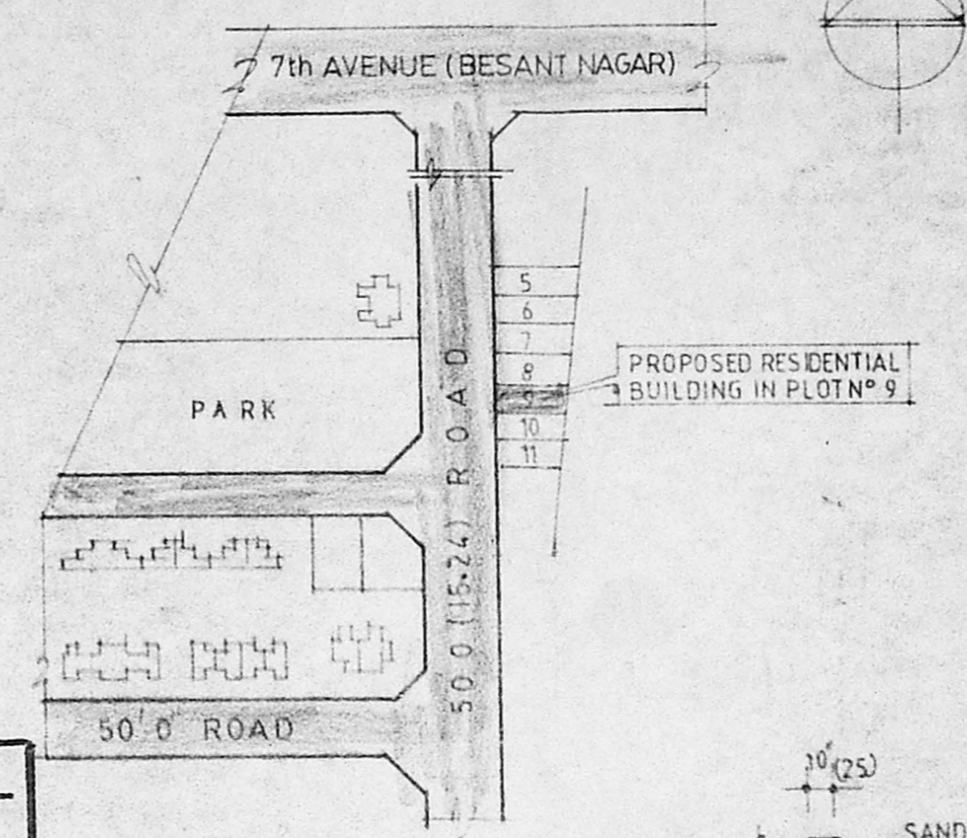 7th AVENUE (BESANT NAGAR)
5
6
7
8
9
10
11
PROPOSED RESIDENTIAL
BUILDING IN PLOT Nº 9
PARK
50 0 (15.24) ROAD
50' 0" ROAD
10" (25)
SAND